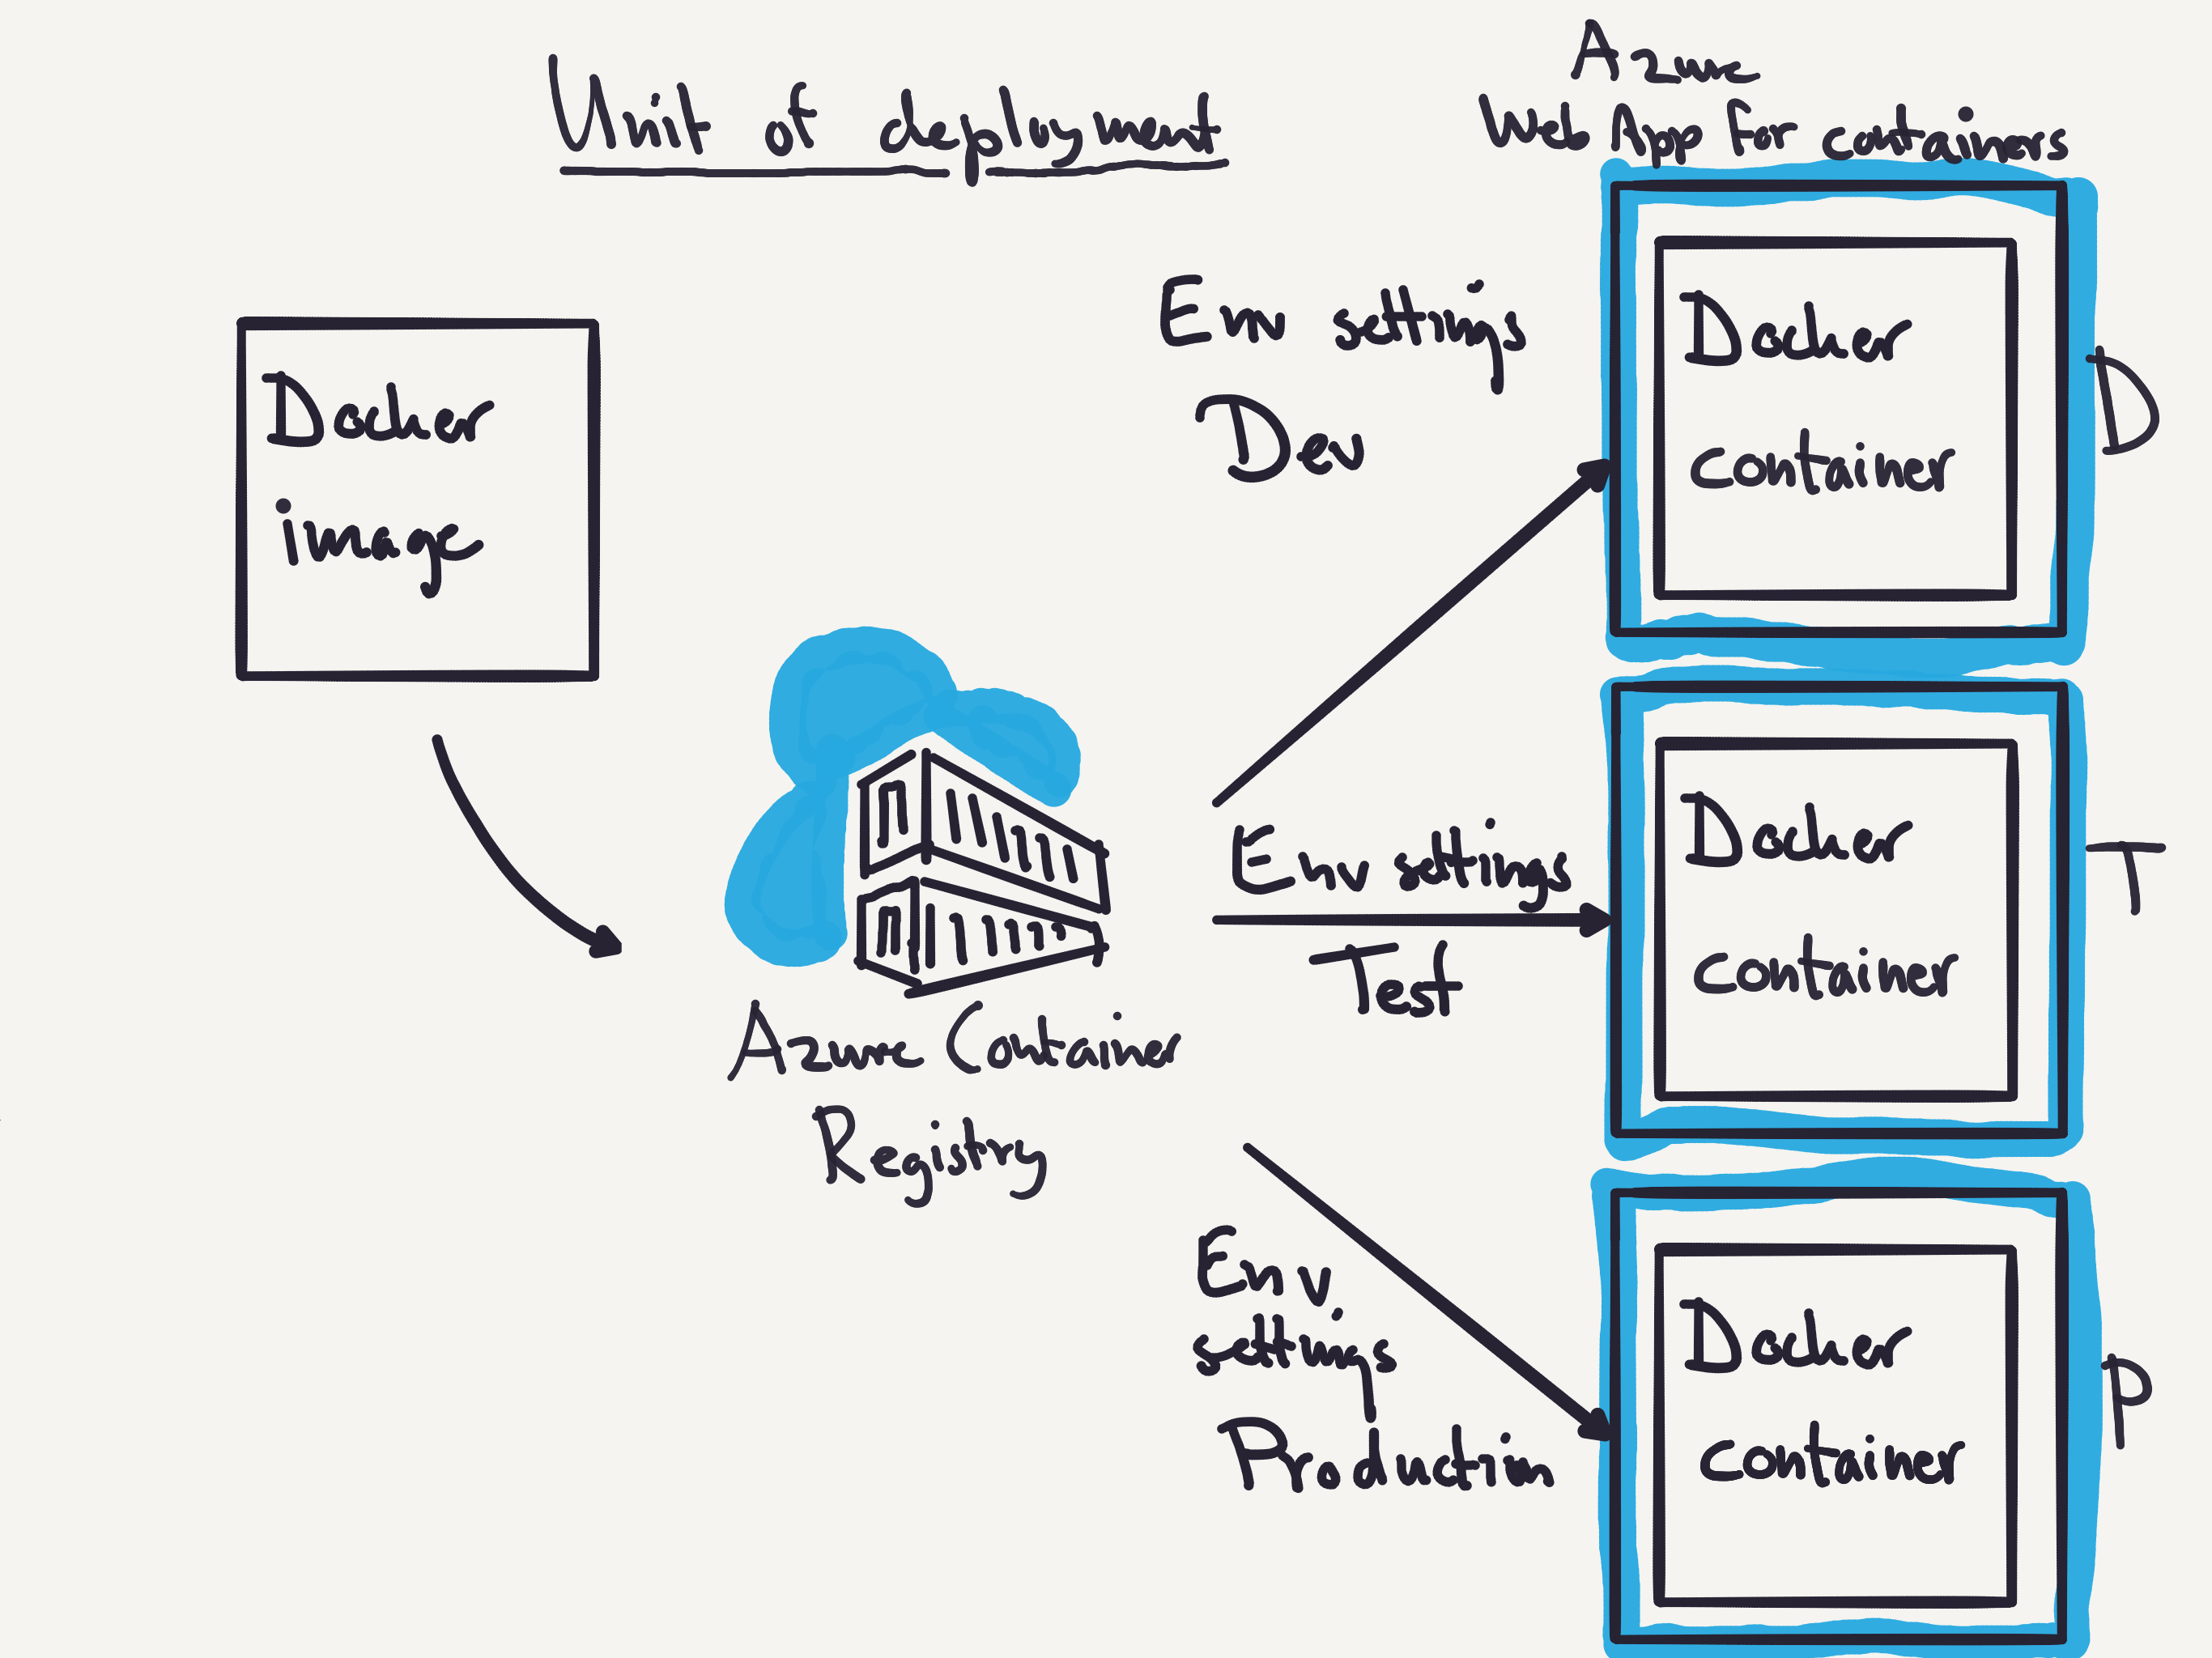 Unit of deployment
Azure
Web App for containers
Docker
image
Env settings
Dev
Docker
container
D
Azure Container
Registry
Env settings
Test
Docker
container
T
Env
settings
Production
Docker
container
P